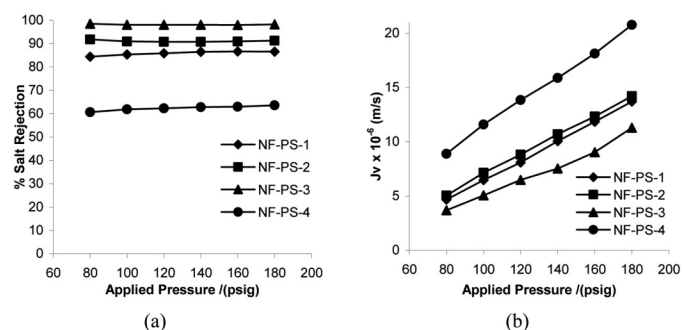 100
90
80
70
60
50
40
30
20
10
0
% Salt Rejection
NF-PS-1
NF-PS-2
NF-PS-3
NF-PS-4
60 80 100 120 140 160 180 200
Applied Pressure /(psig)
(a)
20
15
10
5
0
Jv x 10-6 (m/s)
NF-PS-1
NF-PS-2
NF-PS-3
NF-PS-4
60 80 100 120 140 160 180 200
Applied Pressure /(psig)
(b)